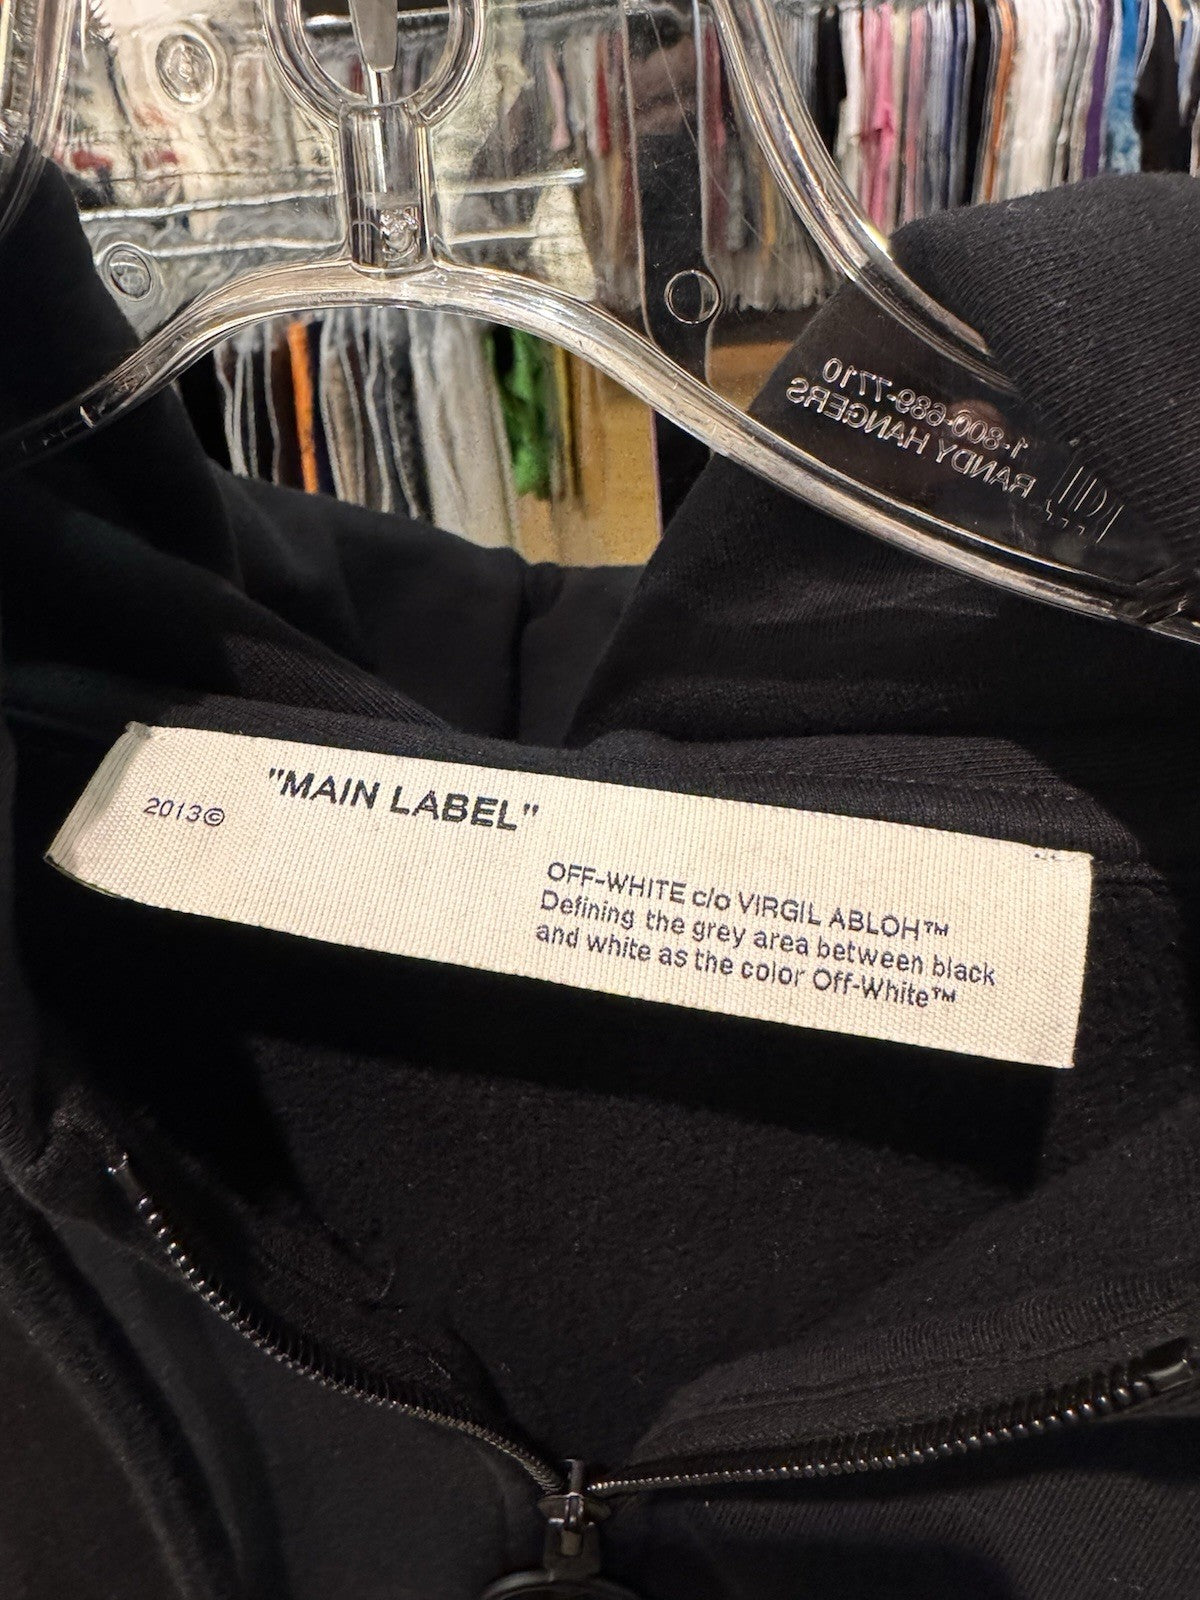 1-800-689-7710
RANDY HANGERS
"MAIN LABEL"
2013©
OFF-WHITE c/o VIRGIL ABLOH™
Defining the grey area between black
and white as the color Off-White™